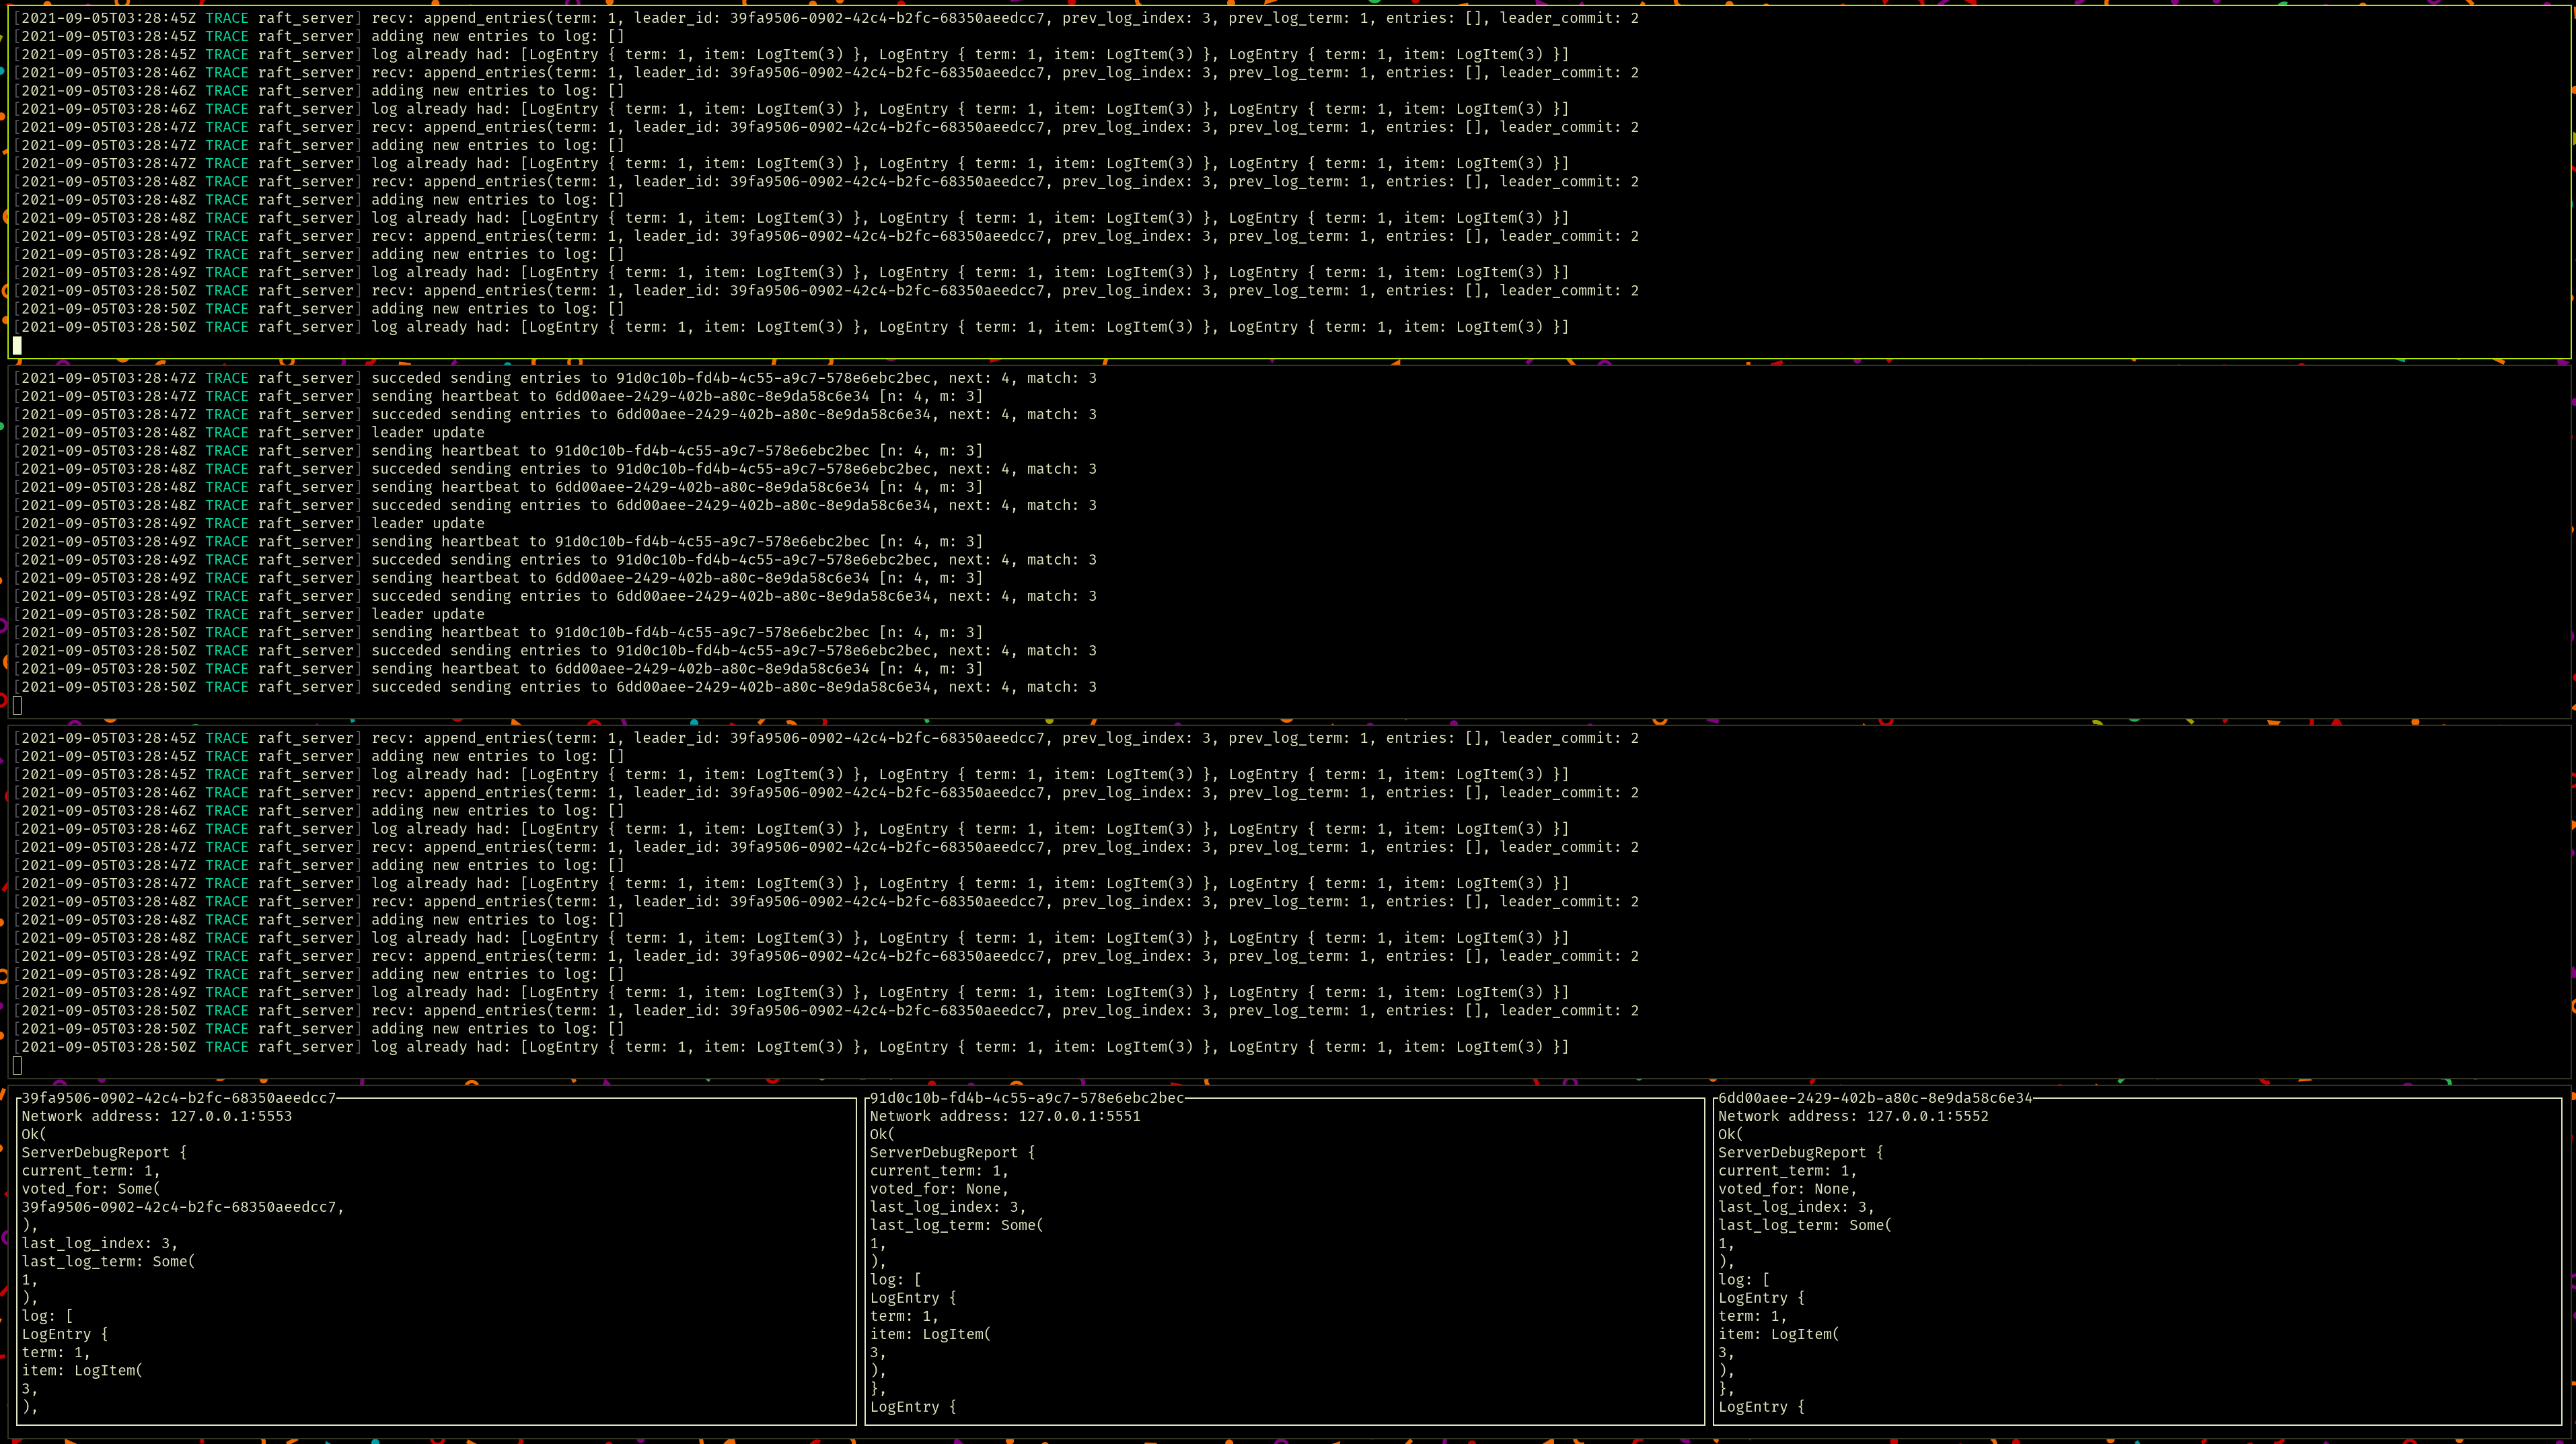 [2021-09-05T03:28:45Z TRACE raft_server] recv: append_entries(term: 1, leader_id: 39fa9506-0902-42c4-b2fc-68350aeedcc7, prev_log_index: 3, prev_log_term: 1, entries: [], leader_commit: 2
[2021-09-05T03:28:45Z TRACE raft_server] adding new entries to log: []
[2021-09-05T03:28:45Z TRACE raft_server] log already had: [LogEntry { term: 1, item: LogItem(3) }, LogEntry { term: 1, item: LogItem(3) }, LogEntry { term: 1, item: LogItem(3) }]
[2021-09-05T03:28:46Z TRACE raft_server] recv: append_entries(term: 1, leader_id: 39fa9506-0902-42c4-b2fc-68350aeedcc7, prev_log_index: 3, prev_log_term: 1, entries: [], leader_commit: 2
[2021-09-05T03:28:46Z TRACE raft_server] adding new entries to log: []
[2021-09-05T03:28:46Z TRACE raft_server] log already had: [LogEntry { term: 1, item: LogItem(3) }, LogEntry { term: 1, item: LogItem(3) }, LogEntry { term: 1, item: LogItem(3) }]
[2021-09-05T03:28:47Z TRACE raft_server] recv: append_entries(term: 1, leader_id: 39fa9506-0902-42c4-b2fc-68350aeedcc7, prev_log_index: 3, prev_log_term: 1, entries: [], leader_commit: 2
[2021-09-05T03:28:47Z TRACE raft_server] adding new entries to log: []
[2021-09-05T03:28:47Z TRACE raft_server] log already had: [LogEntry { term: 1, item: LogItem(3) }, LogEntry { term: 1, item: LogItem(3) }, LogEntry { term: 1, item: LogItem(3) }]
[2021-09-05T03:28:48Z TRACE raft_server] recv: append_entries(term: 1, leader_id: 39fa9506-0902-42c4-b2fc-68350aeedcc7, prev_log_index: 3, prev_log_term: 1, entries: [], leader_commit: 2
[2021-09-05T03:28:48Z TRACE raft_server] adding new entries to log: []
[2021-09-05T03:28:48Z TRACE raft_server] log already had: [LogEntry { term: 1, item: LogItem(3) }, LogEntry { term: 1, item: LogItem(3) }, LogEntry { term: 1, item: LogItem(3) }]
[2021-09-05T03:28:49Z TRACE raft_server] recv: append_entries(term: 1, leader_id: 39fa9506-0902-42c4-b2fc-68350aeedcc7, prev_log_index: 3, prev_log_term: 1, entries: [], leader_commit: 2
[2021-09-05T03:28:49Z TRACE raft_server] adding new entries to log: []
[2021-09-05T03:28:49Z TRACE raft_server] log already had: [LogEntry { term: 1, item: LogItem(3) }, LogEntry { term: 1, item: LogItem(3) }, LogEntry { term: 1, item: LogItem(3) }]
[2021-09-05T03:28:50Z TRACE raft_server] recv: append_entries(term: 1, leader_id: 39fa9506-0902-42c4-b2fc-68350aeedcc7, prev_log_index: 3, prev_log_term: 1, entries: [], leader_commit: 2
[2021-09-05T03:28:50Z TRACE raft_server] adding new entries to log: []
[2021-09-05T03:28:50Z TRACE raft_server] log already had: [LogEntry { term: 1, item: LogItem(3) }, LogEntry { term: 1, item: LogItem(3) }, LogEntry { term: 1, item: LogItem(3) }]
[2021-09-05T03:28:47Z TRACE raft_server] succeded sending entries to 91d0c10b-fd4b-4c55-a9c7-578e6ebc2bec, next: 4, match: 3
[2021-09-05T03:28:47Z TRACE raft_server] sending heartbeat to 6dd00aee-2429-402b-a80c-8e9da58c6e34 [n: 4, m: 3]
[2021-09-05T03:28:47Z TRACE raft_server] succeded sending entries to 6dd00aee-2429-402b-a80c-8e9da58c6e34, next: 4, match: 3
[2021-09-05T03:28:48Z TRACE raft_server] leader update
[2021-09-05T03:28:48Z TRACE raft_server] sending heartbeat to 91d0c10b-fd4b-4c55-a9c7-578e6ebc2bec [n: 4, m: 3]
[2021-09-05T03:28:48Z TRACE raft_server] succeded sending entries to 91d0c10b-fd4b-4c55-a9c7-578e6ebc2bec, next: 4, match: 3
[2021-09-05T03:28:48Z TRACE raft_server] sending heartbeat to 6dd00aee-2429-402b-a80c-8e9da58c6e34 [n: 4, m: 3]
[2021-09-05T03:28:48Z TRACE raft_server] succeded sending entries to 6dd00aee-2429-402b-a80c-8e9da58c6e34, next: 4, match: 3
[2021-09-05T03:28:49Z TRACE raft_server] leader update
[2021-09-05T03:28:49Z TRACE raft_server] sending heartbeat to 91d0c10b-fd4b-4c55-a9c7-578e6ebc2bec [n: 4, m: 3]
[2021-09-05T03:28:49Z TRACE raft_server] succeded sending entries to 91d0c10b-fd4b-4c55-a9c7-578e6ebc2bec, next: 4, match: 3
[2021-09-05T03:28:49Z TRACE raft_server] sending heartbeat to 6dd00aee-2429-402b-a80c-8e9da58c6e34 [n: 4, m: 3]
[2021-09-05T03:28:49Z TRACE raft_server] succeded sending entries to 6dd00aee-2429-402b-a80c-8e9da58c6e34, next: 4, match: 3
[2021-09-05T03:28:50Z TRACE raft_server] leader update
[2021-09-05T03:28:50Z TRACE raft_server] sending heartbeat to 91d0c10b-fd4b-4c55-a9c7-578e6ebc2bec [n: 4, m: 3]
[2021-09-05T03:28:50Z TRACE raft_server] succeded sending entries to 91d0c10b-fd4b-4c55-a9c7-578e6ebc2bec, next: 4, match: 3
[2021-09-05T03:28:50Z TRACE raft_server] sending heartbeat to 6dd00aee-2429-402b-a80c-8e9da58c6e34 [n: 4, m: 3]
[2021-09-05T03:28:50Z TRACE raft_server] succeded sending entries to 6dd00aee-2429-402b-a80c-8e9da58c6e34, next: 4, match: 3
[2021-09-05T03:28:45Z TRACE raft_server] recv: append_entries(term: 1, leader_id: 39fa9506-0902-42c4-b2fc-68350aeedcc7, prev_log_index: 3, prev_log_term: 1, entries: [], leader_commit: 2
[2021-09-05T03:28:45Z TRACE raft_server] adding new entries to log: []
[2021-09-05T03:28:45Z TRACE raft_server] log already had: [LogEntry { term: 1, item: LogItem(3) }, LogEntry { term: 1, item: LogItem(3) }, LogEntry { term: 1, item: LogItem(3) }]
[2021-09-05T03:28:46Z TRACE raft_server] recv: append_entries(term: 1, leader_id: 39fa9506-0902-42c4-b2fc-68350aeedcc7, prev_log_index: 3, prev_log_term: 1, entries: [], leader_commit: 2
[2021-09-05T03:28:46Z TRACE raft_server] adding new entries to log: []
[2021-09-05T03:28:46Z TRACE raft_server] log already had: [LogEntry { term: 1, item: LogItem(3) }, LogEntry { term: 1, item: LogItem(3) }, LogEntry { term: 1, item: LogItem(3) }]
[2021-09-05T03:28:47Z TRACE raft_server] recv: append_entries(term: 1, leader_id: 39fa9506-0902-42c4-b2fc-68350aeedcc7, prev_log_index: 3, prev_log_term: 1, entries: [], leader_commit: 2
[2021-09-05T03:28:47Z TRACE raft_server] adding new entries to log: []
[2021-09-05T03:28:47Z TRACE raft_server] log already had: [LogEntry { term: 1, item: LogItem(3) }, LogEntry { term: 1, item: LogItem(3) }, LogEntry { term: 1, item: LogItem(3) }]
[2021-09-05T03:28:48Z TRACE raft_server] recv: append_entries(term: 1, leader_id: 39fa9506-0902-42c4-b2fc-68350aeedcc7, prev_log_index: 3, prev_log_term: 1, entries: [], leader_commit: 2
[2021-09-05T03:28:48Z TRACE raft_server] adding new entries to log: []
[2021-09-05T03:28:48Z TRACE raft_server] log already had: [LogEntry { term: 1, item: LogItem(3) }, LogEntry { term: 1, item: LogItem(3) }, LogEntry { term: 1, item: LogItem(3) }]
[2021-09-05T03:28:49Z TRACE raft_server] recv: append_entries(term: 1, leader_id: 39fa9506-0902-42c4-b2fc-68350aeedcc7, prev_log_index: 3, prev_log_term: 1, entries: [], leader_commit: 2
[2021-09-05T03:28:49Z TRACE raft_server] adding new entries to log: []
[2021-09-05T03:28:49Z TRACE raft_server] log already had: [LogEntry { term: 1, item: LogItem(3) }, LogEntry { term: 1, item: LogItem(3) }, LogEntry { term: 1, item: LogItem(3) }]
[2021-09-05T03:28:50Z TRACE raft_server] recv: append_entries(term: 1, leader_id: 39fa9506-0902-42c4-b2fc-68350aeedcc7, prev_log_index: 3, prev_log_term: 1, entries: [], leader_commit: 2
[2021-09-05T03:28:50Z TRACE raft_server] adding new entries to log: []
[2021-09-05T03:28:50Z TRACE raft_server] log already had: [LogEntry { term: 1, item: LogItem(3) }, LogEntry { term: 1, item: LogItem(3) }, LogEntry { term: 1, item: LogItem(3) }]
39fa9506-0902-42c4-b2fc-68350aeedcc7
Network address: 127.0.0.1:5553
Ok(
ServerDebugReport {
current_term: 1,
voted_for: Some(
39fa9506-0902-42c4-b2fc-68350aeedcc7,
),
last_log_index: 3,
last_log_term: Some(
1,
),
log: [
LogEntry {
term: 1,
item: LogItem(
3,
),
91d0c10b-fd4b-4c55-a9c7-578e6ebc2bec
Network address: 127.0.0.1:5551
Ok(
ServerDebugReport {
current_term: 1,
voted_for: None,
last_log_index: 3,
last_log_term: Some(
1,
),
log: [
LogEntry {
term: 1,
item: LogItem(
3,
),
},
LogEntry {
6dd00aee-2429-402b-a80c-8e9da58c6e34
Network address: 127.0.0.1:5552
Ok(
ServerDebugReport {
current_term: 1,
voted_for: None,
last_log_index: 3,
last_log_term: Some(
1,
),
log: [
LogEntry {
term: 1,
item: LogItem(
3,
),
},
LogEntry {